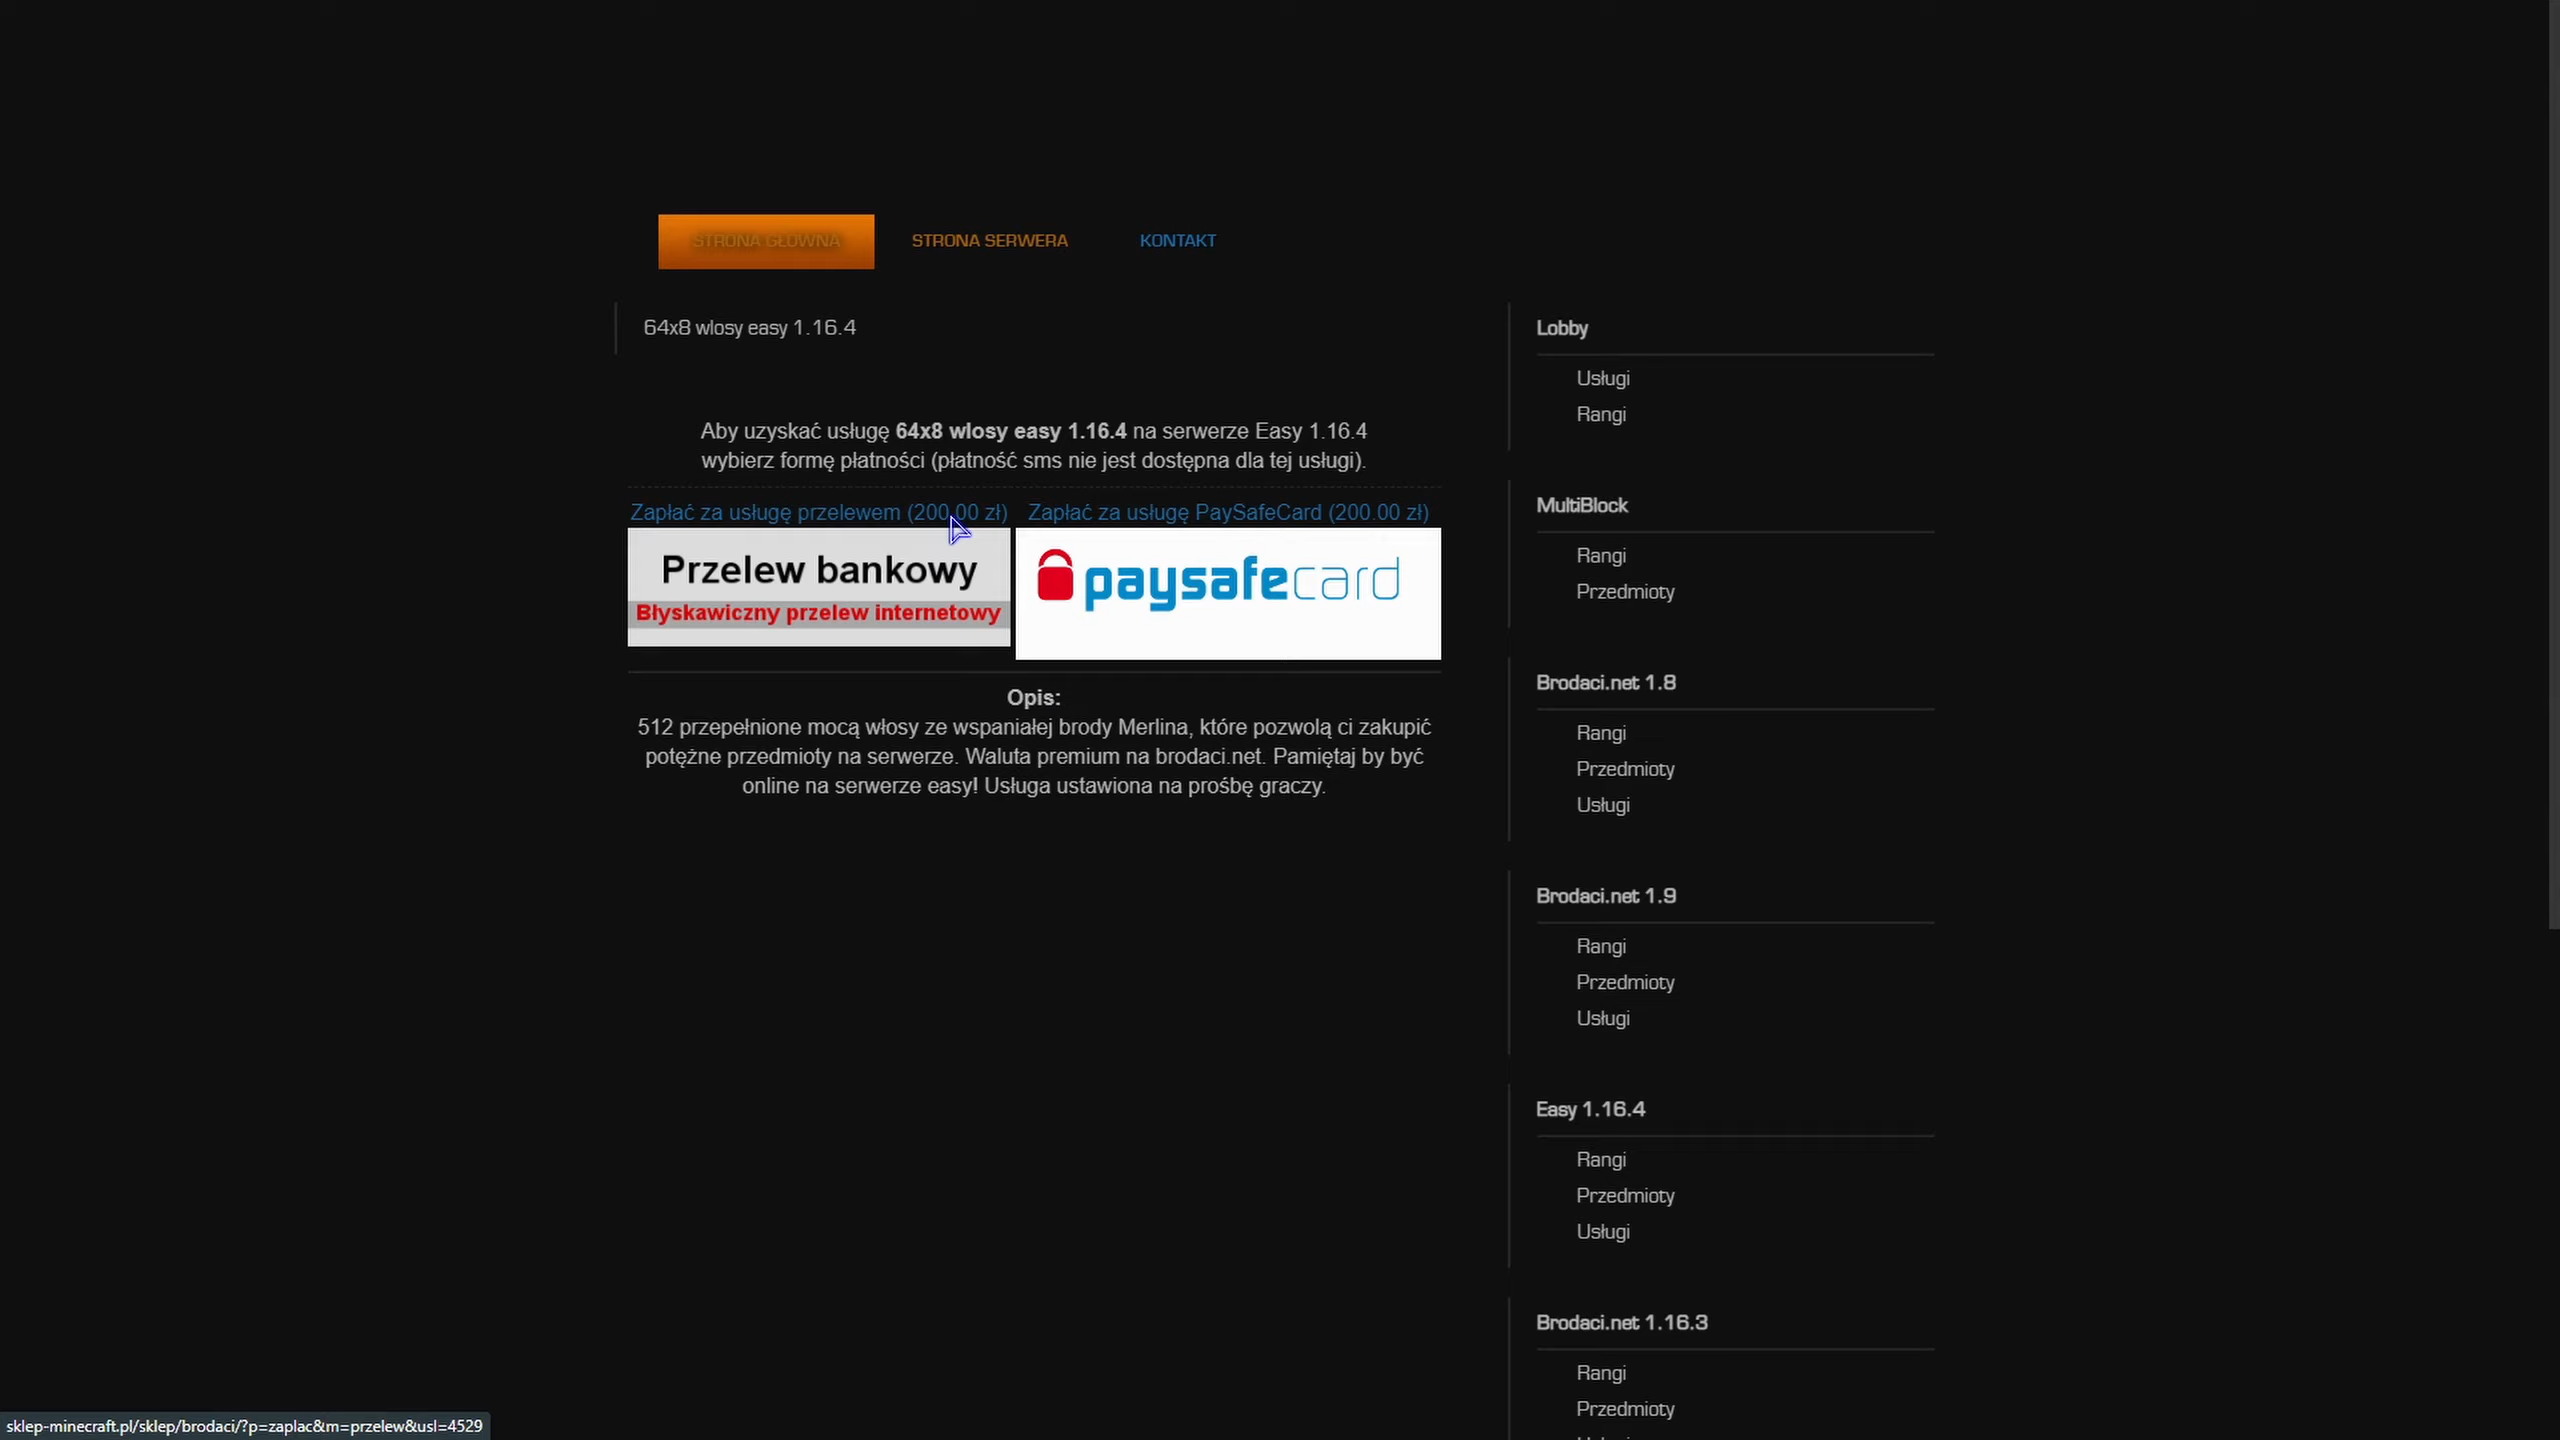 STRONA GŁOWNA
STRONA SERWERA
KONTAKT
64x8 wlosy easy 1.16.4
Aby uzyskać usługę 64x8 wlosy easy 1.16.4 na serwerze Easy 1.16.4
wybierz formę płatności (płatność sms nie jest dostępna dla tej usługi).
Zapłać za usługę przelewem (200.00 zł)
Zapłać za usługę PaySafeCard (200.00 zł)
Przelew bankowy
Błyskawiczny przelew internetowy
paysafecard
Opis:
512 przepełnione mocą włosy ze wspaniałej brody Merlina, które pozwolą ci zakupić
potężne przedmioty na serwerze. Waluta premium na brodaci.net. Pamiętaj by być
online na serwerze easy! Usługa ustawiona na prośbę graczy.
Lobby
Usługi
Rangi
MultiBlock
Rangi
Przedmioty
Brodaci.net 1.8
Rangi
Przedmioty
Usługi
Brodaci.net 1.9
Rangi
Przedmioty
Usługi
Easy 1.16.4
Rangi
Przedmioty
Usługi
Brodaci.net 1.16.3
Rangi
Przedmioty
sklep-minecraft.pl/sklep/brodaci/?p=zaplac&m=przelew&usl=4529